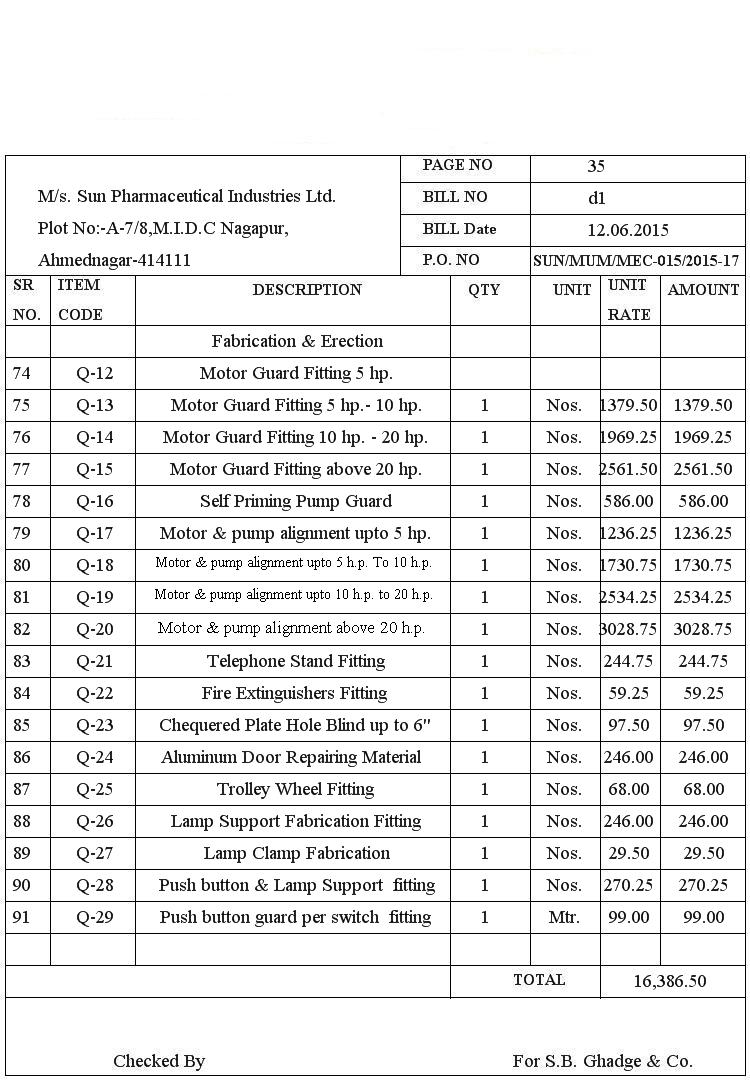 M/s. Sun Pharmaceutical Industries Ltd.
Plot No:-A-7/8,M.I.D.C Nagapur,
Ahmednagar-414111
PAGE NO 35
BILL NO d1
BILL Date 12.06.2015
P.O. NO SUN/MUM/MEC-015/2015-17
SR NO. ITEM CODE DESCRIPTION QTY UNIT UNIT RATE AMOUNT
Fabrication & Erection
74 Q-12 Motor Guard Fitting 5 hp.
75 Q-13 Motor Guard Fitting 5 hp.- 10 hp. 1 Nos. 1379.50 1379.50
76 Q-14 Motor Guard Fitting 10 hp. - 20 hp. 1 Nos. 1969.25 1969.25
77 Q-15 Motor Guard Fitting above 20 hp. 1 Nos. 2561.50 2561.50
78 Q-16 Self Priming Pump Guard 1 Nos. 586.00 586.00
79 Q-17 Motor & pump alignment upto 5 hp. 1 Nos. 1236.25 1236.25
80 Q-18 Motor & pump alignment upto 5 h.p. To 10 h.p. 1 Nos. 1730.75 1730.75
81 Q-19 Motor & pump alignment upto 10 h.p. to 20 h.p. 1 Nos. 2534.25 2534.25
82 Q-20 Motor & pump alignment above 20 h.p. 1 Nos. 3028.75 3028.75
83 Q-21 Telephone Stand Fitting 1 Nos. 244.75 244.75
84 Q-22 Fire Extinguishers Fitting 1 Nos. 59.25 59.25
85 Q-23 Chequered Plate Hole Blind up to 6" 1 Nos. 97.50 97.50
86 Q-24 Aluminum Door Repairing Material 1 Nos. 246.00 246.00
87 Q-25 Trolley Wheel Fitting 1 Nos. 68.00 68.00
88 Q-26 Lamp Support Fabrication Fitting 1 Nos. 246.00 246.00
89 Q-27 Lamp Clamp Fabrication 1 Nos. 29.50 29.50
90 Q-28 Push button & Lamp Support fitting 1 Nos. 270.25 270.25
91 Q-29 Push button guard per switch fitting 1 Mtr. 99.00 99.00
TOTAL 16,386.50
Checked By For S.B. Ghadge & Co.